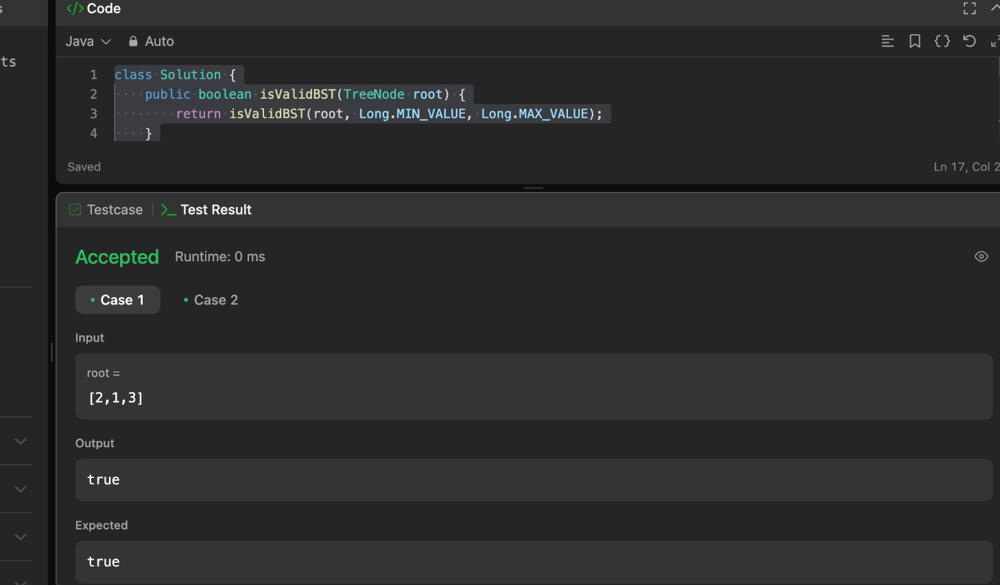 s
</> Code
Java
Auto
ts
1 class Solution {
2 public boolean isValidBST(TreeNode root) {
3 return isValidBST(root, Long.MIN_VALUE, Long.MAX_VALUE);
4 }
Saved
Ln 17, Col 2
Testcase | >_ Test Result
Accepted Runtime: 0 ms
• Case 1 • Case 2
Input
root =
[2,1,3]
Output
true
Expected
true